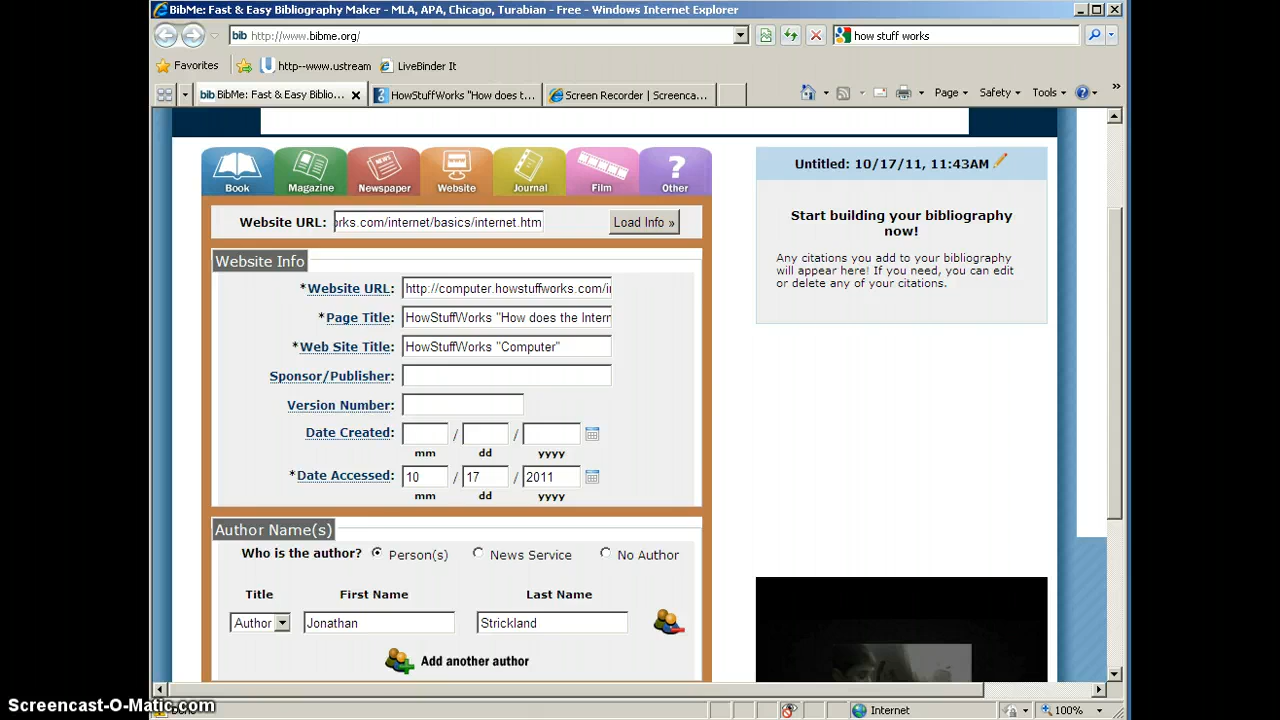 BibMe: Fast & Easy Bibliography Maker - MLA, APA, Chicago, Turabian - Free - Windows Internet Explorer
bib http://www.bibme.org/
how stuff works
Favorites http--www.ustream LiveBinder It
bib BibMe: Fast & Easy Biblio... HowStuffWorks "How does t... Screen Recorder | Screenca... Page Safety Tools
Book Magazine Newspaper Website Journal Film Other
NEWS
?
Untitled: 10/17/11, 11:43AM
Website URL: orks.com/internet/basics/internet.htm Load Info »
Start building your bibliography
now!
Any citations you add to your bibliography
will appear here! If you need, you can edit
or delete any of your citations.
Website Info
*Website URL: http://computer.howstuffworks.com/in
*Page Title: HowStuffWorks "How does the Intern
*Web Site Title: HowStuffWorks "Computer"
Sponsor/Publisher:
Version Number:
Date Created: / /
mm dd yyyy
*Date Accessed: 10 / 17 / 2011
mm dd yyyy
Author Name(s)
Who is the author? Person(s) News Service No Author
Title First Name Last Name
Author Jonathan Strickland
Add another author
Screencast-O-Matic.com
Internet 100%